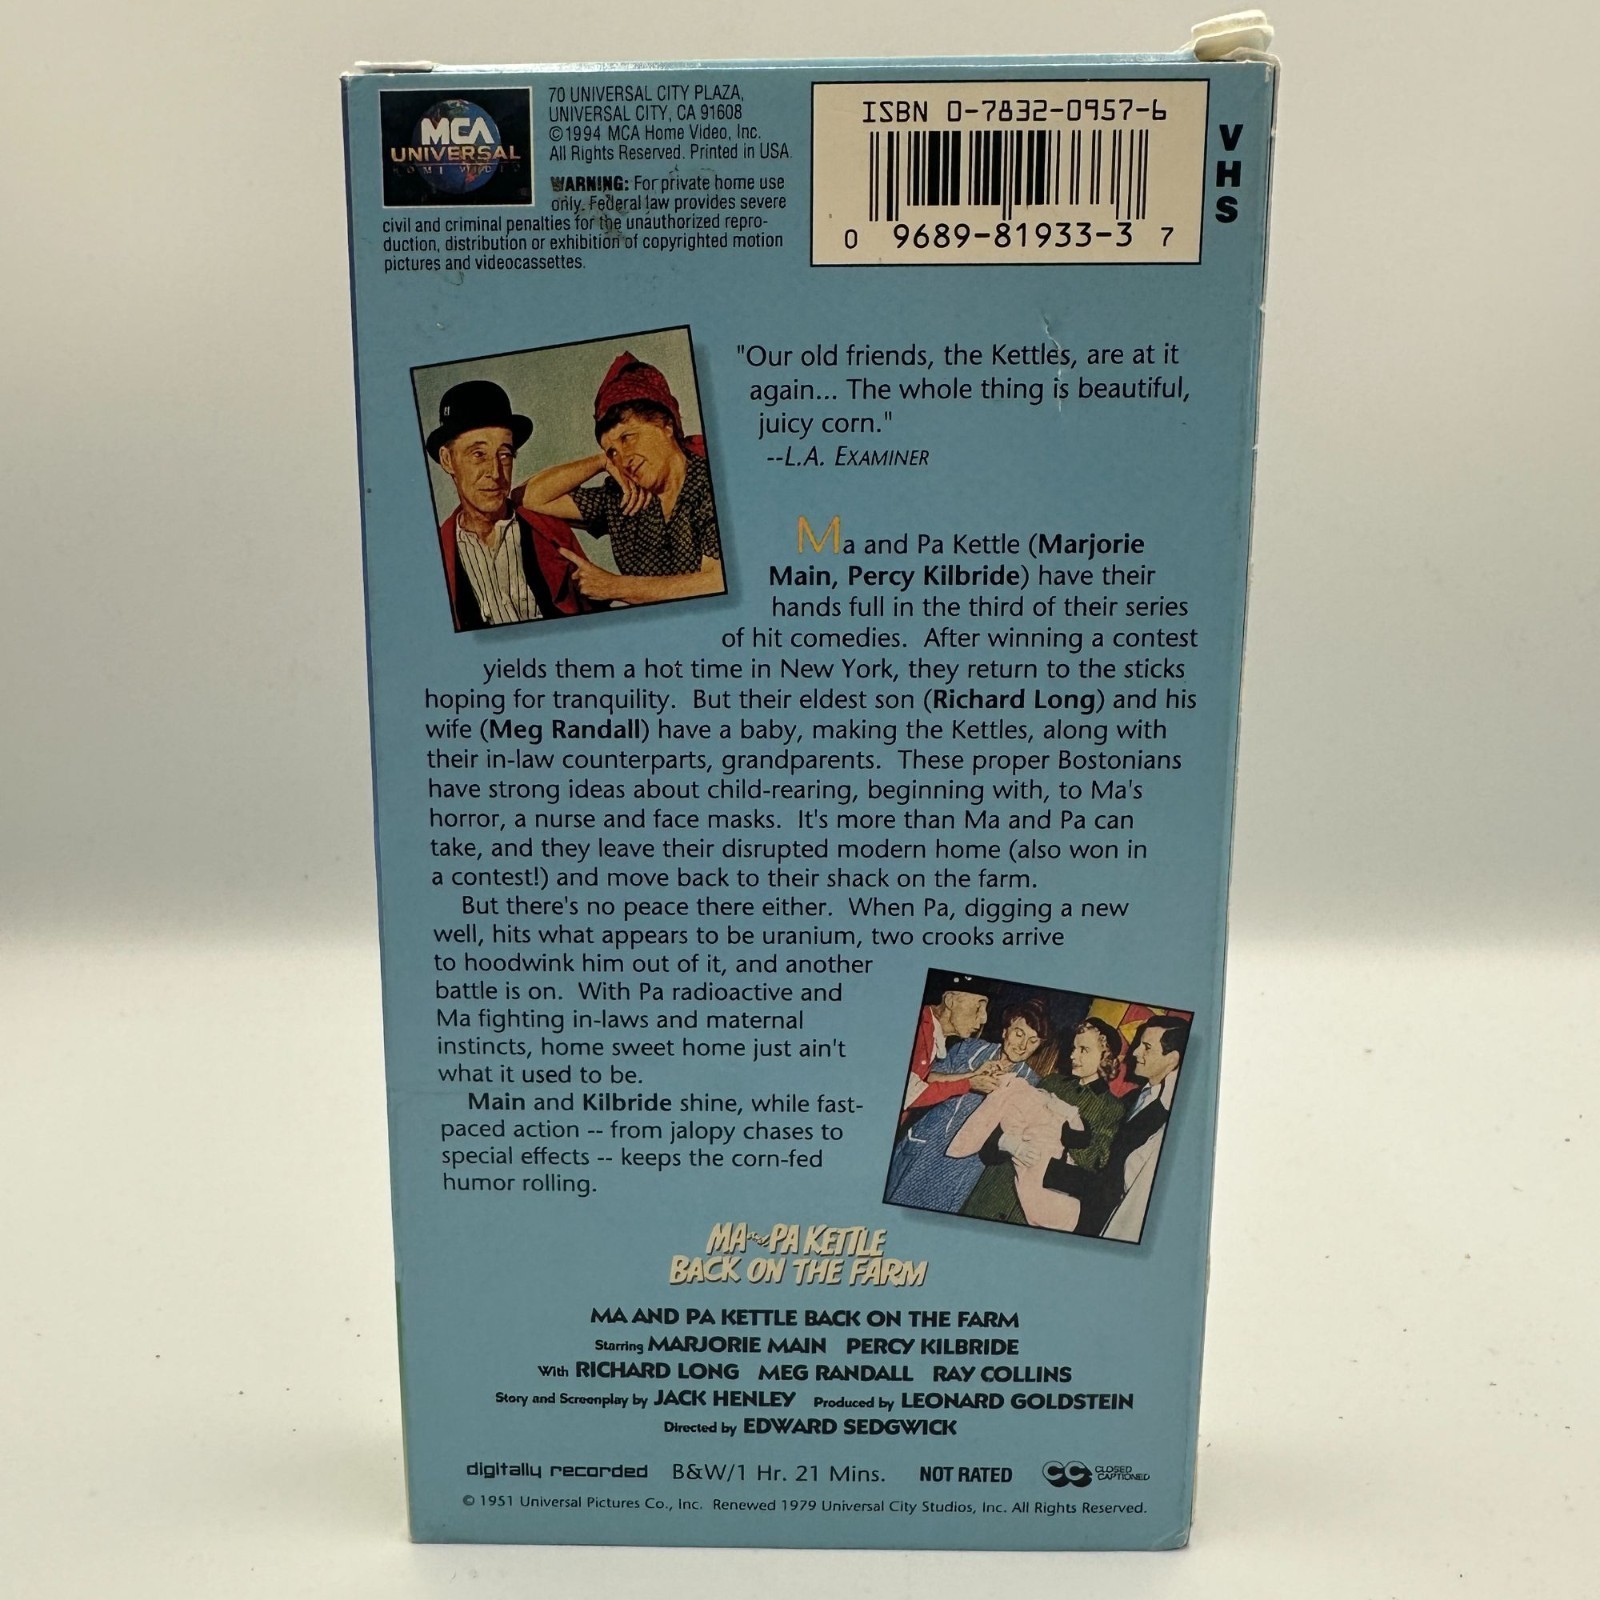 MCA
UNIVERSAL
HOME VIDEO
70 UNIVERSAL CITY PLAZA,
UNIVERSAL CITY, CA 91608
©1994 MCA Home Video, Inc.
All Rights Reserved. Printed in USA.
WARNING: For private home use
only. Federal law provides severe
civil and criminal penalties for the unauthorized repro-
duction, distribution or exhibition of copyrighted motion
pictures and videocassettes.
ISBN 0-7832-0957-6
0 9689-81933-3 7
VHS
"Our old friends, the Kettles, are at it
again... The whole thing is beautiful,
juicy corn."
--L.A. EXAMINER
Ma and Pa Kettle (Marjorie
Main, Percy Kilbride) have their
hands full in the third of their series
of hit comedies. After winning a contest
yields them a hot time in New York, they return to the sticks
hoping for tranquility. But their eldest son (Richard Long) and his
wife (Meg Randall) have a baby, making the Kettles, along with
their in-law counterparts, grandparents. These proper Bostonians
have strong ideas about child-rearing, beginning with, to Ma's
horror, a nurse and face masks. It's more than Ma and Pa can
take, and they leave their disrupted modern home (also won in
a contest!) and move back to their shack on the farm.
But there's no peace there either. When Pa, digging a new
well, hits what appears to be uranium, two crooks arrive
to hoodwink him out of it, and another
battle is on. With Pa radioactive and
Ma fighting in-laws and maternal
instincts, home sweet home just ain't
what it used to be.
Main and Kilbride shine, while fast-
paced action -- from jalopy chases to
special effects -- keeps the corn-fed
humor rolling.
MA and PA KETTLE
BACK ON THE FARM
MA AND PA KETTLE BACK ON THE FARM
Starring MARJORIE MAIN PERCY KILBRIDE
With RICHARD LONG MEG RANDALL RAY COLLINS
Story and Screenplay by JACK HENLEY Produced by LEONARD GOLDSTEIN
Directed by EDWARD SEDGWICK
digitally recorded B&W/1 Hr. 21 Mins. NOT RATED CC CLOSED CAPTIONED
© 1951 Universal Pictures Co., Inc. Renewed 1979 Universal City Studios, Inc. All Rights Reserved.